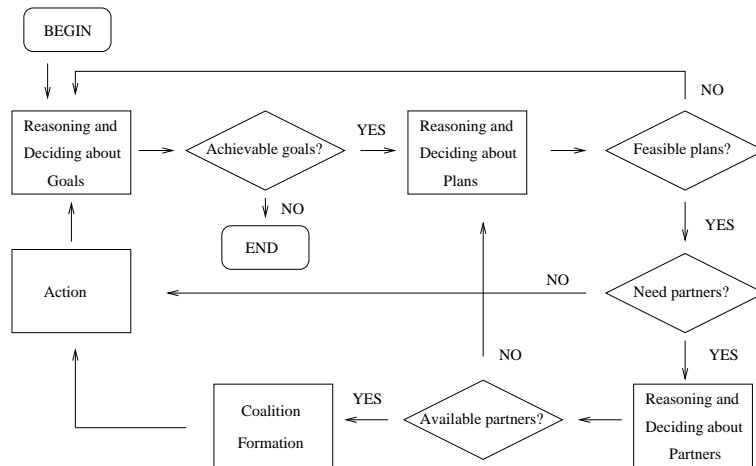 BEGIN
NO
Reasoning and
Deciding about
Goals
Achievable goals?
YES
Reasoning and
Deciding about
Plans
Feasible plans?
NO
END
YES
Action
NO
Need partners?
NO
YES
Coalition
Formation
YES
Available partners?
Reasoning and
Deciding about
Partners